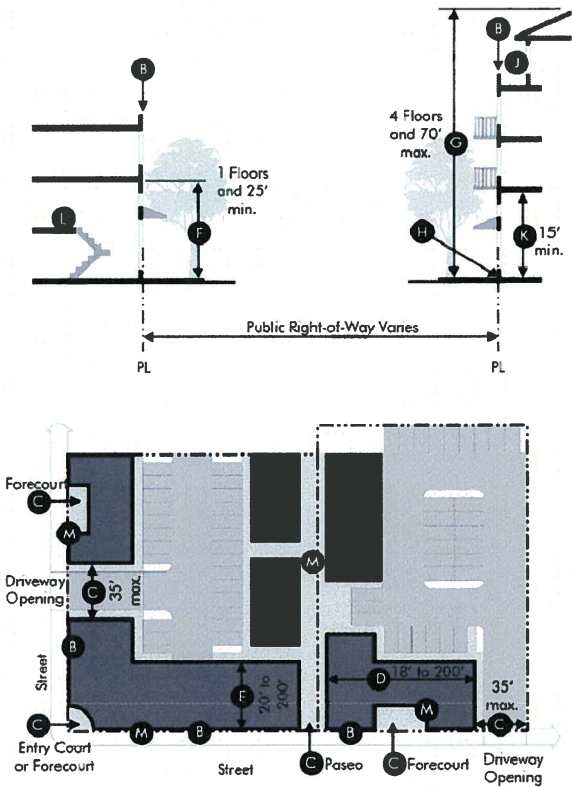 B
B
J
4 Floors
and 70'
max.
G
1 Floors
and 25'
min.
L
F
H
K
15'
min.
Public Right-of-Way Varies
PL
PL
Forecourt
C
M
M
Driveway
Opening
C
35'
max.
B
Street
E
20' to
200'
D
18' to 200'
M
35'
max.
C
C
M
B
B
C
Entry Court
or Forecourt
Street
C Paseo
C Forecourt
Driveway
Opening